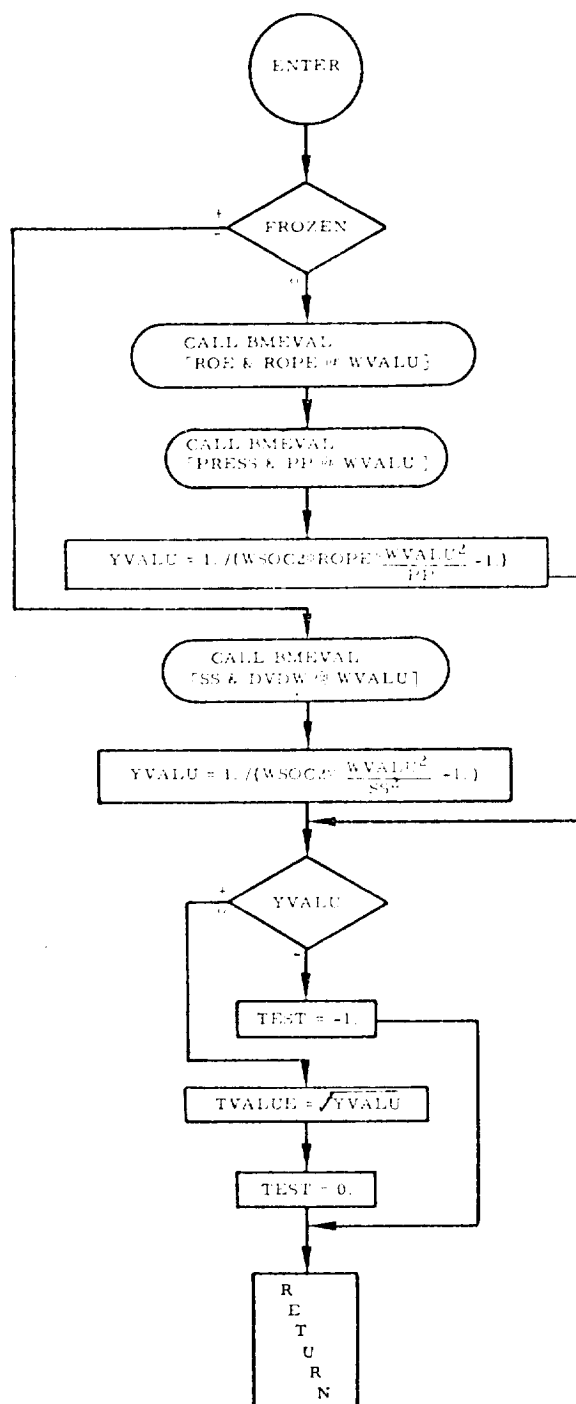 ENTER
+
-
FROZEN
0
CALL BMEVAL
[ROE & ROPE @ WVALU]
CALL BMEVAL
[PRESS & PP @ WVALU]
YVALU = 1./(WSOC2*ROPE*WVALU²/PP -1.)
CALL BMEVAL
[SS & DVDW @ WVALU]
YVALU = 1./(WSOC2*WVALU²/SS² -1.)
+
0
YVALU
-
TEST = -1.
TVALUE = √YVALU
TEST = 0.
RETURN